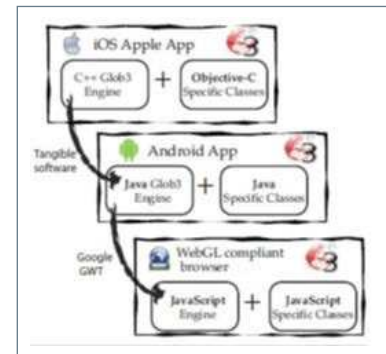 iOS Apple App
C++ Glob3
Engine
+
Objective-C
Specific Classes
Tangible
software
Android App
Java Glob3
Engine
+
Java
Specific Classes
Google
GWT
WebGL compliant
browser
JavaScript
Engine
+
JavaScript
Specific Classes